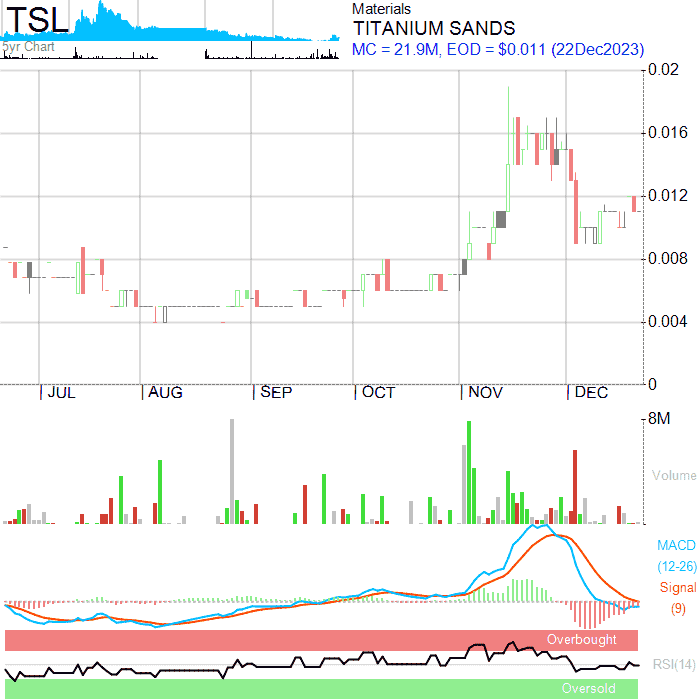 TSL
5yr Chart
Materials
TITANIUM SANDS
MC = 21.9M, EOD = $0.011 (22Dec2023)
0.02
0.016
0.012
0.008
0.004
0
JUL AUG SEP OCT NOV DEC
8M
Volume
MACD
(12-26)
Signal
(9)
Overbought
RSI(14)
Oversold